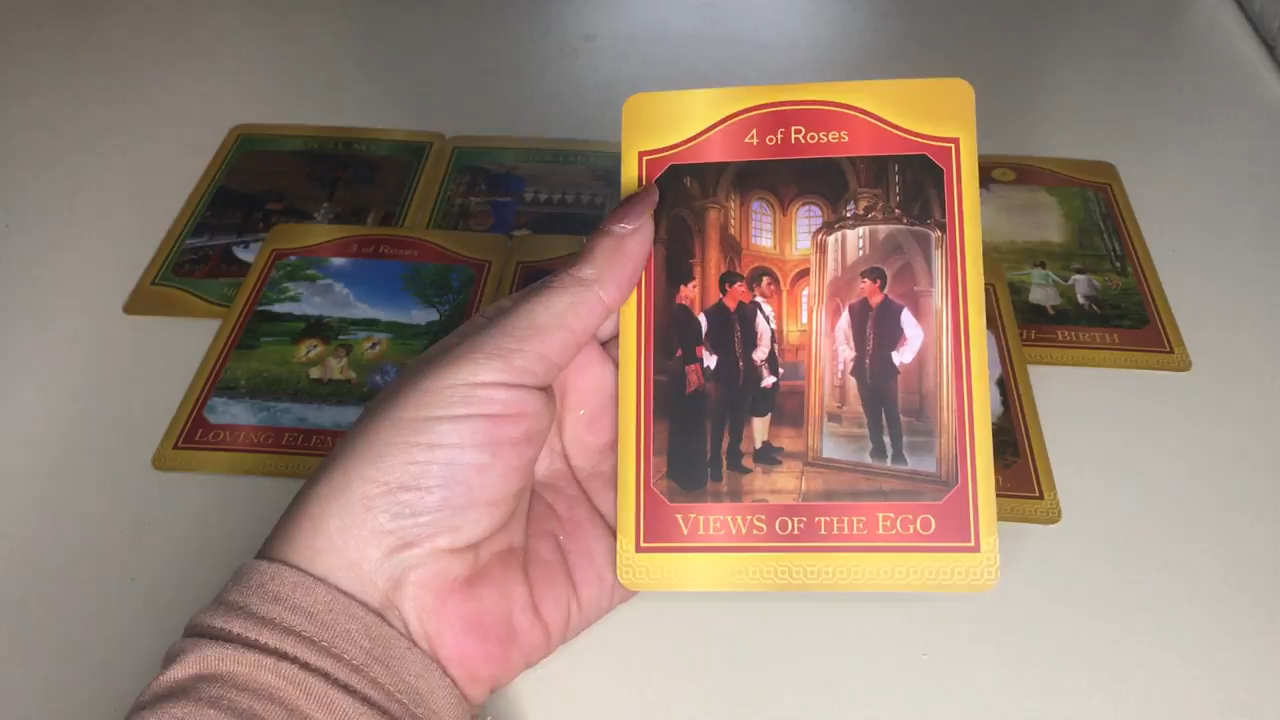 4 of Roses
VIEWS OF THE EGO
3 of Roses
LOVING ELEM
H—BIRTH